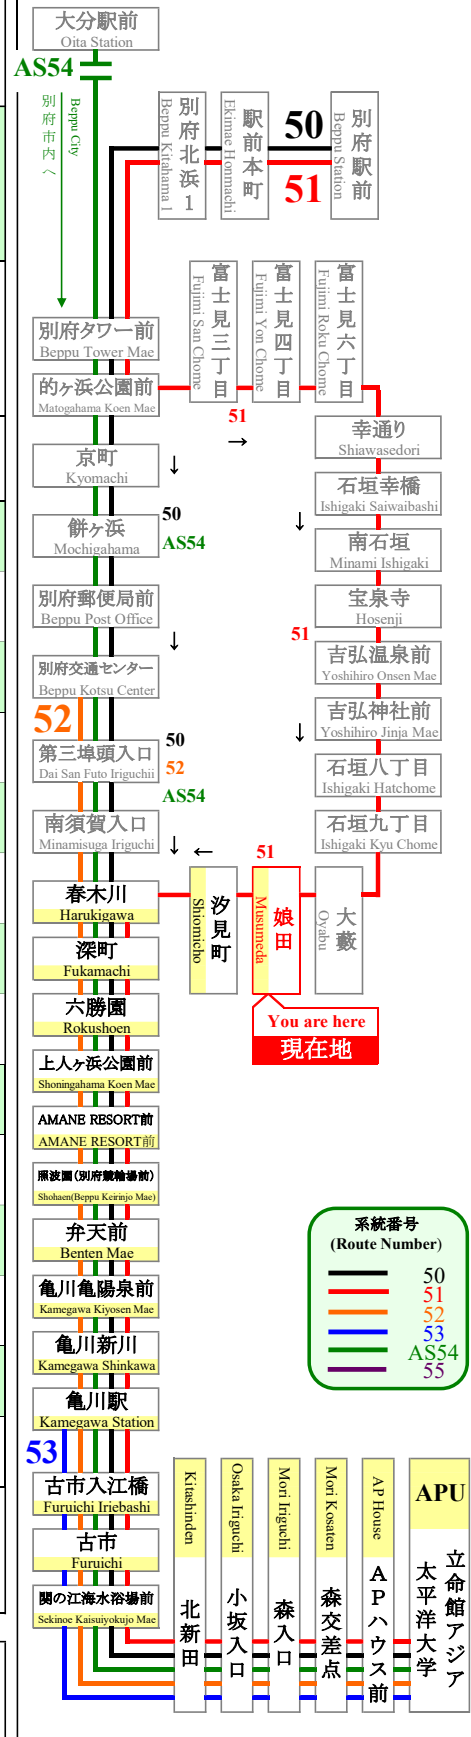 大分駅前
Oita Station
AS54
別府市内へ
Beppu City
別府北浜1
Beppu Kitahama 1
駅前本町
Ekimae Honmachi
50
51
別府駅前
Beppu Station
別府タワー前
Beppu Tower Mae
富士見三丁目
Fujimi San Chome
富士見四丁目
Fujimi Yon Chome
富士見六丁目
Fujimi Roku Chome
的ヶ浜公園前
Matogahama Koen Mae
51
→
幸通り
Shiawasedori
京町
Kyomachi
↓
石垣幸橋
Ishigaki Saiwaibashi
餅ヶ浜
Mochigahama
50
AS54
↓
南石垣
Minami Ishigaki
別府郵便局前
Beppu Post Office
↓
宝泉寺
Hosenji
51
別府交通センター
Beppu Kotsu Center
吉弘温泉前
Yoshihiro Onsen Mae
52
↓
吉弘神社前
Yoshihiro Jinja Mae
第三埠頭入口
Dai San Futo Iriguchii
50
52
AS54
石垣八丁目
Ishigaki Hatchome
南須賀入口
Minamisuga Iriguchi
↓
←
51
石垣九丁目
Ishigaki Kyu Chome
春木川
Harukigawa
汐見町
Shiomicho
娘田
Musumeda
大藪
Oyabu
深町
Fukamachi
六勝園
Rokushoen
You are here
現在地
上人ヶ浜公園前
Shoningahama Koen Mae
AMANE RESORT前
AMANE RESORT前
照波園(別府競輪場前)
Shohaen(Beppu Keirinjo Mae)
弁天前
Benten Mae
亀川亀陽泉前
Kamegawa Kiyosen Mae
亀川新川
Kamegawa Shinkawa
亀川駅
Kamegawa Station
系統番号
(Route Number)
50
51
52
53
AS54
55
53
古市入江橋
Furuichi Iriebashi
古市
Furuichi
関の江海水浴場前
Sekinoe Kaisuiyokujo Mae
Kitashinden
北新田
Osaka Iriguchi
小坂入口
Mori Iriguchi
森入口
Mori Kosaten
森交差点
AP House
APハウス前
APU
立命館アジア
太平洋大学